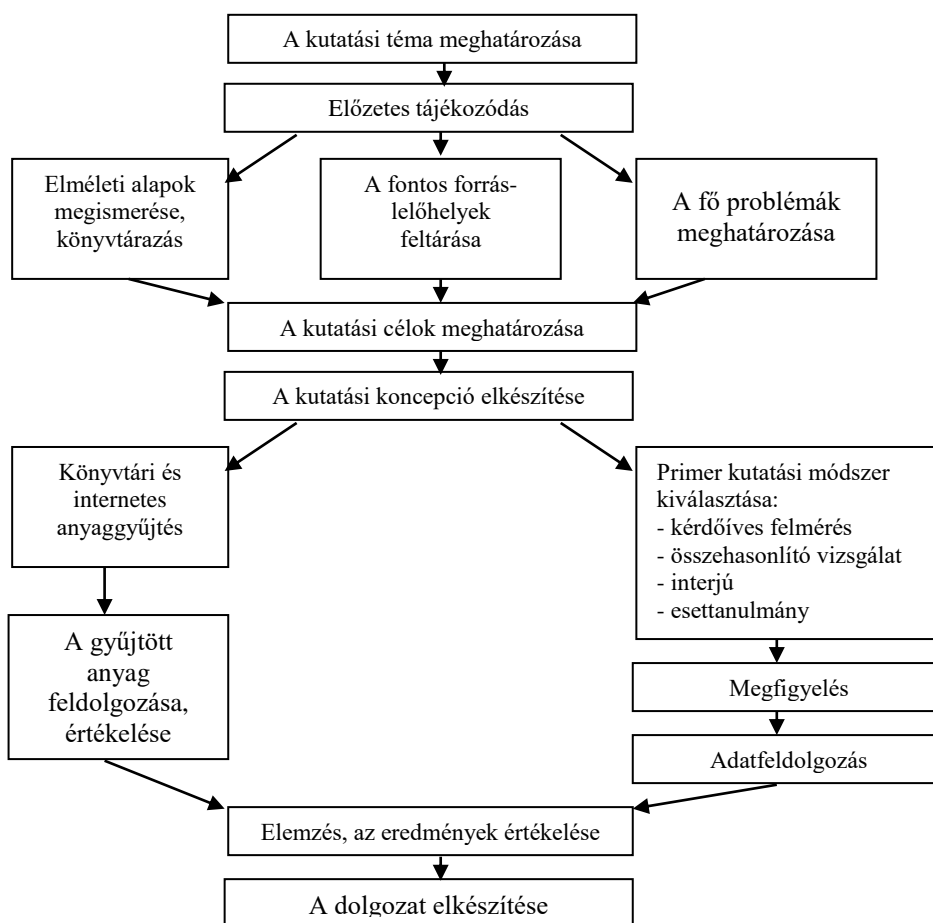 A kutatási téma meghatározása
Előzetes tájékozódás
Elméleti alapok
megismerése,
könyvtárazás
A fontos forrás-
lelőhelyek
feltárása
A fő problémák
meghatározása
A kutatási célok meghatározása
A kutatási koncepció elkészítése
Könyvtári és
internetes
anyaggyűjtés
A gyűjtött
anyag
feldolgozása,
értékelése
Primer kutatási módszer
kiválasztása:
- kérdőíves felmérés
- összehasonlító vizsgálat
- interjú
- esettanulmány
Megfigyelés
Adatfeldolgozás
Elemzés, az eredmények értékelése
A dolgozat elkészítése